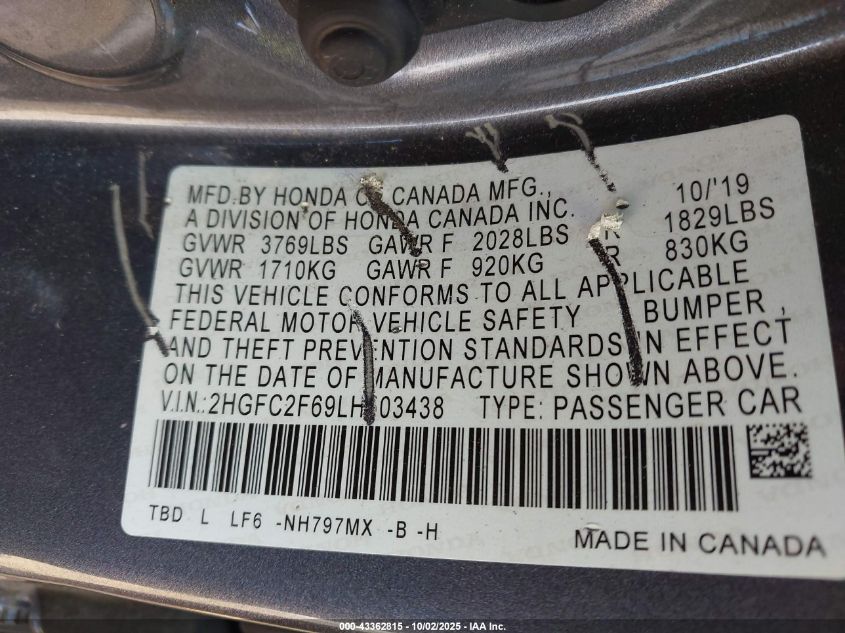 MFD.BY HONDA OF CANADA MFG., 10/'19
A DIVISION OF HONDA CANADA INC.
GVWR 3769LBS GAWR F 2028LBS R 1829LBS
GVWR 1710KG GAWR F 920KG R 830KG
THIS VEHICLE CONFORMS TO ALL APPLICABLE
FEDERAL MOTOR VEHICLE SAFETY BUMPER,
AND THEFT PREVENTION STANDARDS IN EFFECT
ON THE DATE OF MANUFACTURE SHOWN ABOVE.
V.I.N.: TYPE: PASSENGER CAR
TBD L LF6 -NH797MX -B -H
MADE IN CANADA
000-43362815 - 10/02/2025 - IAA Inc.